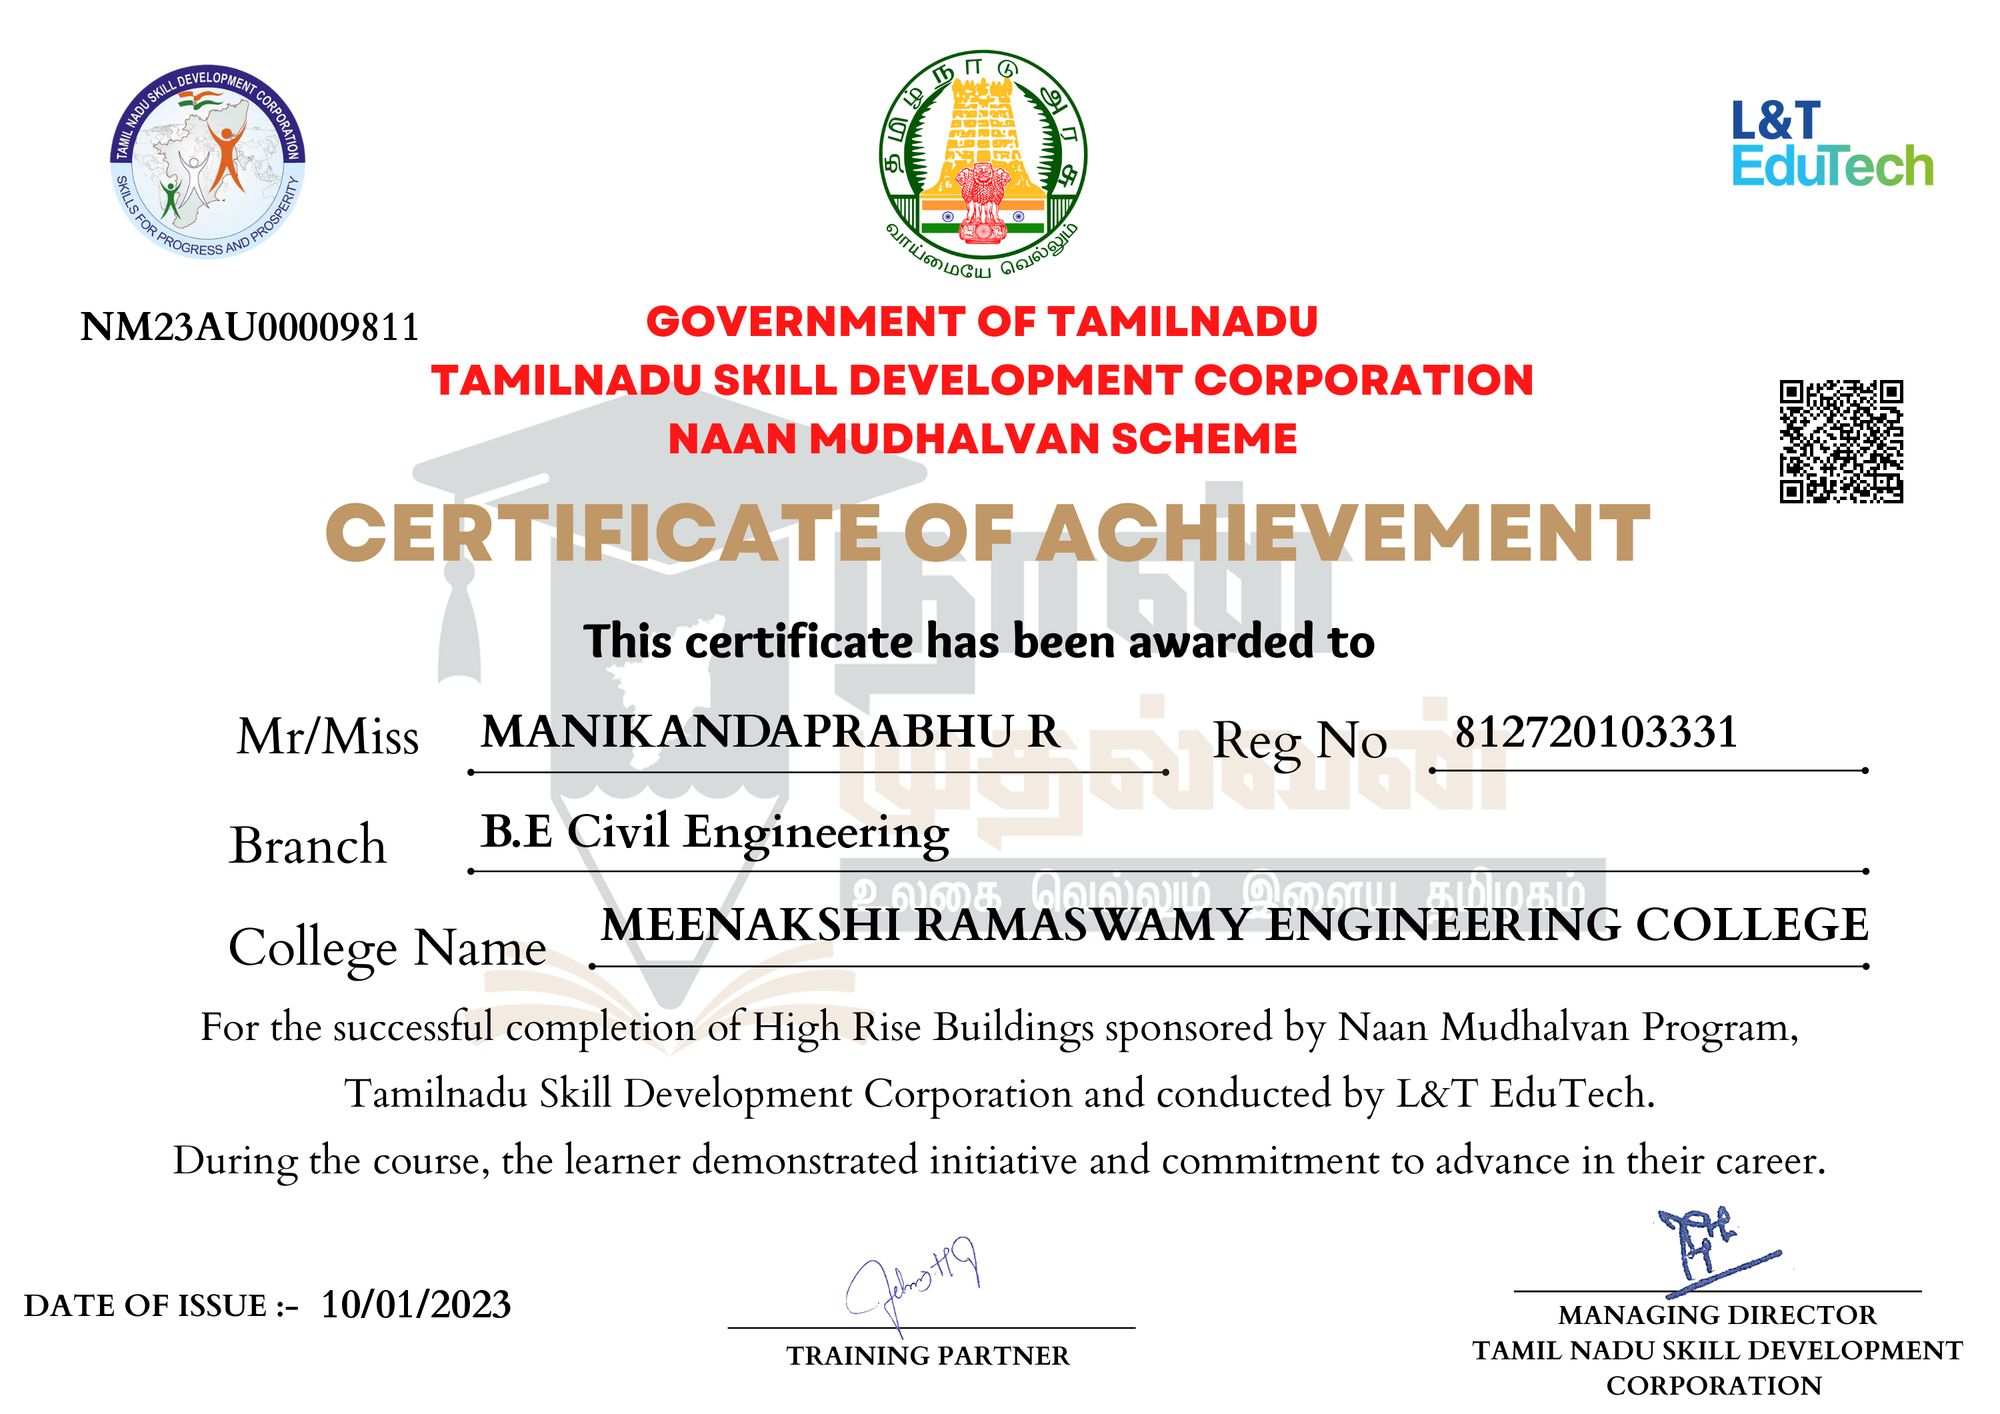 TAMIL NADU SKILL DEVELOPMENT CORPORATION
SKILLS FOR PROGRESS AND PROSPERITY
தமிழ்நாடு அரசு
வாய்மையே வெல்லும்
L&T
EduTech
NM23AU00009811
GOVERNMENT OF TAMILNADU
TAMILNADU SKILL DEVELOPMENT CORPORATION
NAAN MUDHALVAN SCHEME
CERTIFICATE OF ACHIEVEMENT
நான்
முதல்வன்
உலகை வெல்லும் இளைய தமிழகம்
This certificate has been awarded to
Mr/Miss MANIKANDAPRABHU R Reg No 812720103331
Branch B.E Civil Engineering
College Name MEENAKSHI RAMASWAMY ENGINEERING COLLEGE
For the successful completion of High Rise Buildings sponsored by Naan Mudhalvan Program,
Tamilnadu Skill Development Corporation and conducted by L&T EduTech.
During the course, the learner demonstrated initiative and commitment to advance in their career.
DATE OF ISSUE :- 10/01/2023
TRAINING PARTNER
MANAGING DIRECTOR
TAMIL NADU SKILL DEVELOPMENT
CORPORATION